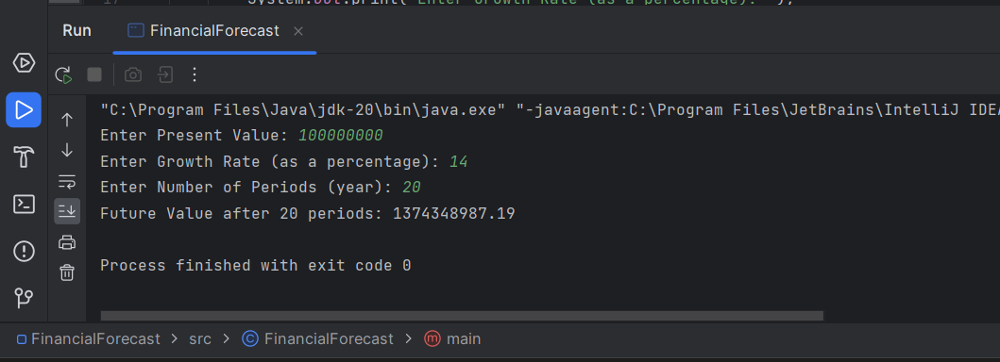 17 System.out.print("Enter Growth Rate (as a percentage): ");
Run FinancialForecast
"C:\Program Files\Java\jdk-20\bin\java.exe" "-javaagent:C:\Program Files\JetBrains\IntelliJ IDEA
Enter Present Value: 100000000
Enter Growth Rate (as a percentage): 14
Enter Number of Periods (year): 20
Future Value after 20 periods: 1374348987.19
Process finished with exit code 0
FinancialForecast > src > FinancialForecast > main